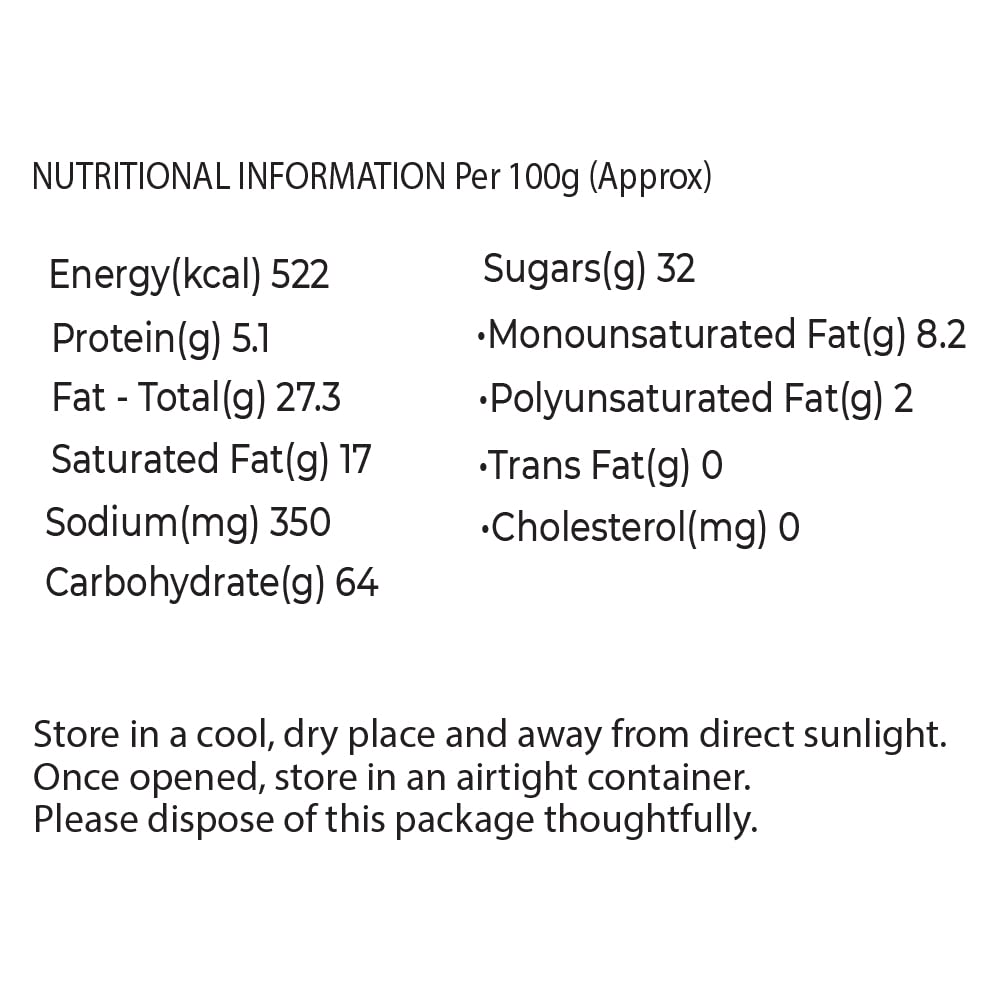 NUTRITIONAL INFORMATION Per 100g (Approx)
Energy(kcal) 522
Protein(g) 5.1
Fat - Total(g) 27.3
Saturated Fat(g) 17
Sodium(mg) 350
Carbohydrate(g) 64
Sugars(g) 32
•Monounsaturated Fat(g) 8.2
•Polyunsaturated Fat(g) 2
•Trans Fat(g) 0
•Cholesterol(mg) 0
Store in a cool, dry place and away from direct sunlight.
Once opened, store in an airtight container.
Please dispose of this package thoughtfully.